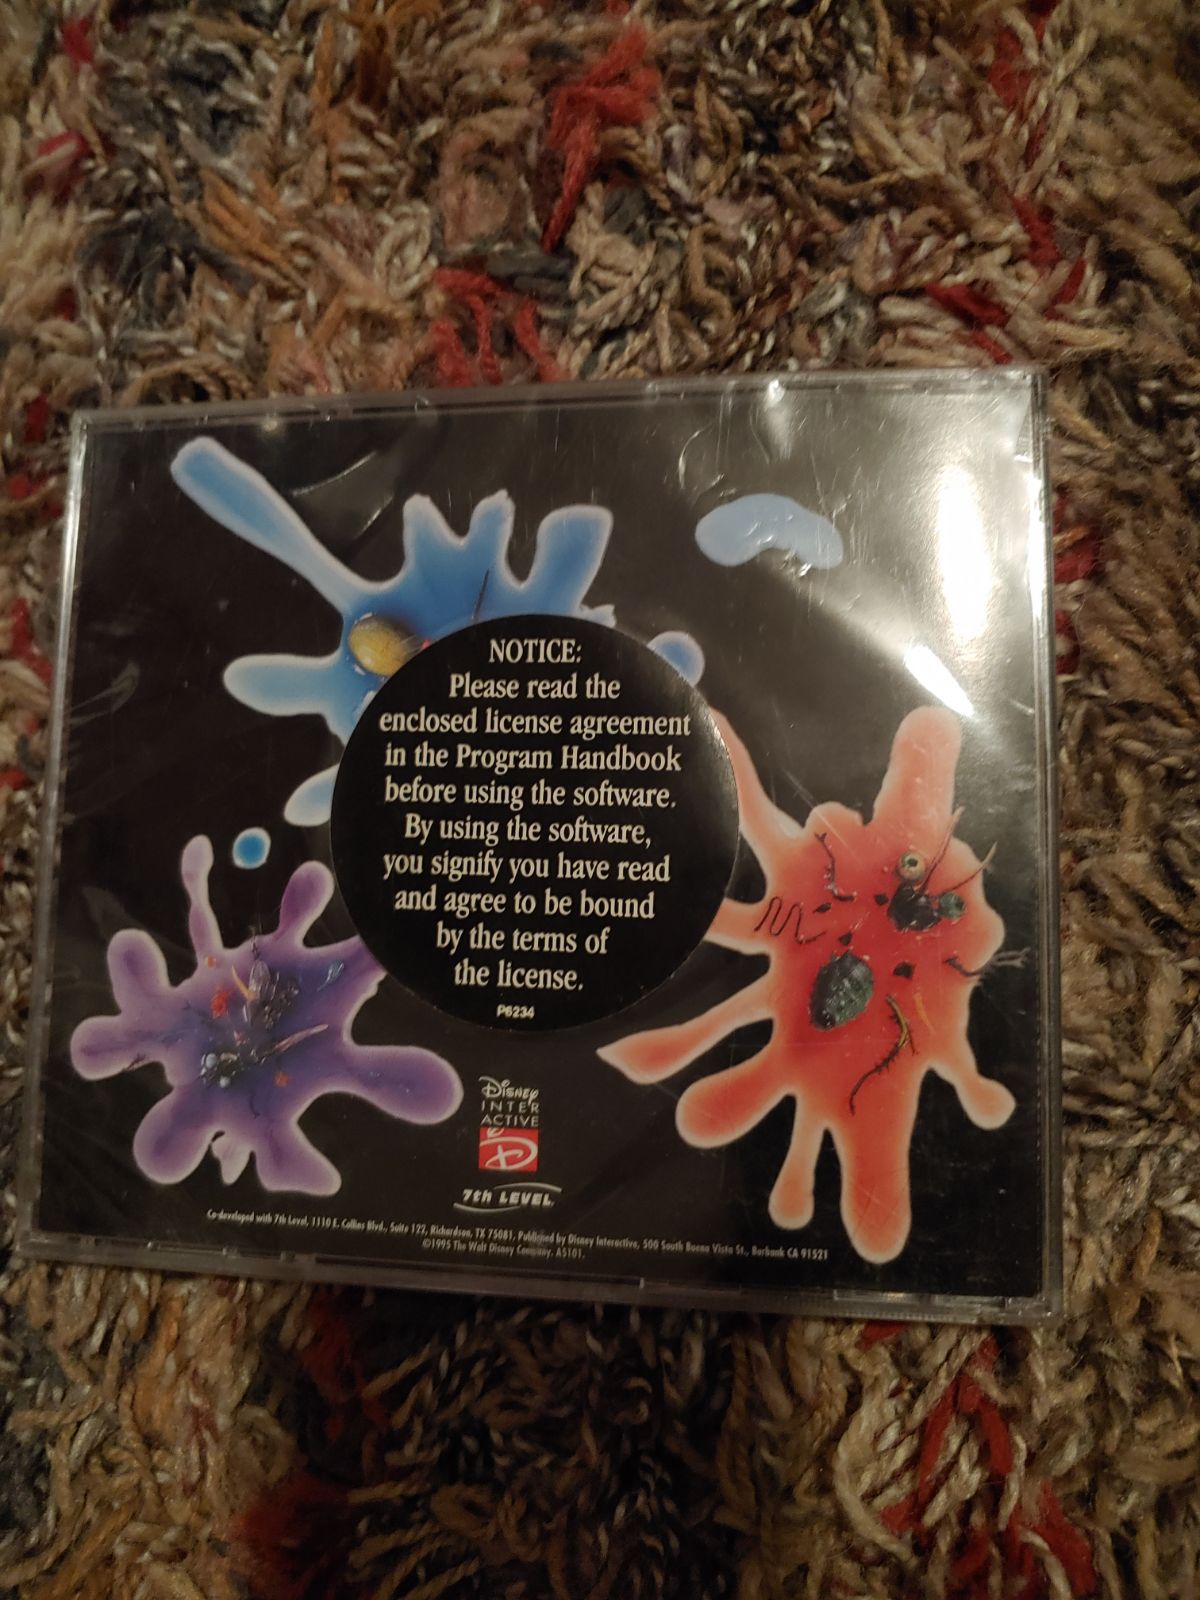 NOTICE:
Please read the
enclosed license agreement
in the Program Handbook
before using the software.
By using the software,
you signify you have read
and agree to be bound
by the terms of
the license.
P6234
DISNEY
INTER
ACTIVE
D
7th LEVEL
Co-developed with 7th Level, 1110 E. Collins Blvd., Suite 122, Richardson, TX 75081. Published by Disney Interactive, 500 South Buena Vista St., Burbank CA 91521
©1995 The Walt Disney Company. AS101.